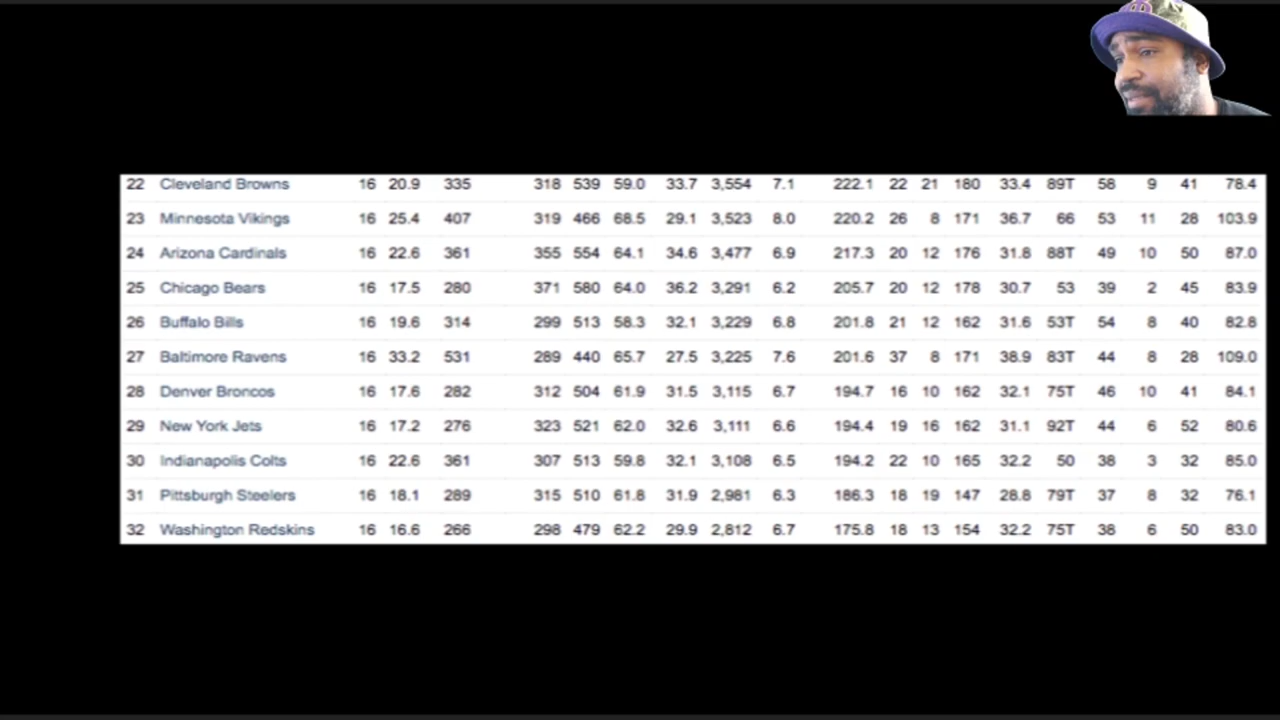 22 Cleveland Browns 16 20.9 335 318 539 59.0 33.7 3,554 7.1 222.1 22 21 180 33.4 89T 58 9 41 78.4
23 Minnesota Vikings 16 25.4 407 319 466 68.5 29.1 3,523 8.0 220.2 26 8 171 36.7 66 53 11 28 103.9
24 Arizona Cardinals 16 22.6 361 355 554 64.1 34.6 3,477 6.9 217.3 20 12 176 31.8 88T 49 10 50 87.0
25 Chicago Bears 16 17.5 280 371 580 64.0 36.2 3,291 6.2 205.7 20 12 178 30.7 53 39 2 45 83.9
26 Buffalo Bills 16 19.6 314 299 513 58.3 32.1 3,229 6.8 201.8 21 12 162 31.6 53T 54 8 40 82.8
27 Baltimore Ravens 16 33.2 531 289 440 65.7 27.5 3,225 7.6 201.6 37 8 171 38.9 83T 44 8 28 109.0
28 Denver Broncos 16 17.6 282 312 504 61.9 31.5 3,115 6.7 194.7 16 10 162 32.1 75T 46 10 41 84.1
29 New York Jets 16 17.2 276 323 521 62.0 32.6 3,111 6.6 194.4 19 16 162 31.1 92T 44 6 52 80.6
30 Indianapolis Colts 16 22.6 361 307 513 59.8 32.1 3,108 6.5 194.2 22 10 165 32.2 50 38 3 32 85.0
31 Pittsburgh Steelers 16 18.1 289 315 510 61.8 31.9 2,981 6.3 186.3 18 19 147 28.8 79T 37 8 32 76.1
32 Washington Redskins 16 16.6 266 298 479 62.2 29.9 2,812 6.7 175.8 18 13 154 32.2 75T 38 6 50 83.0